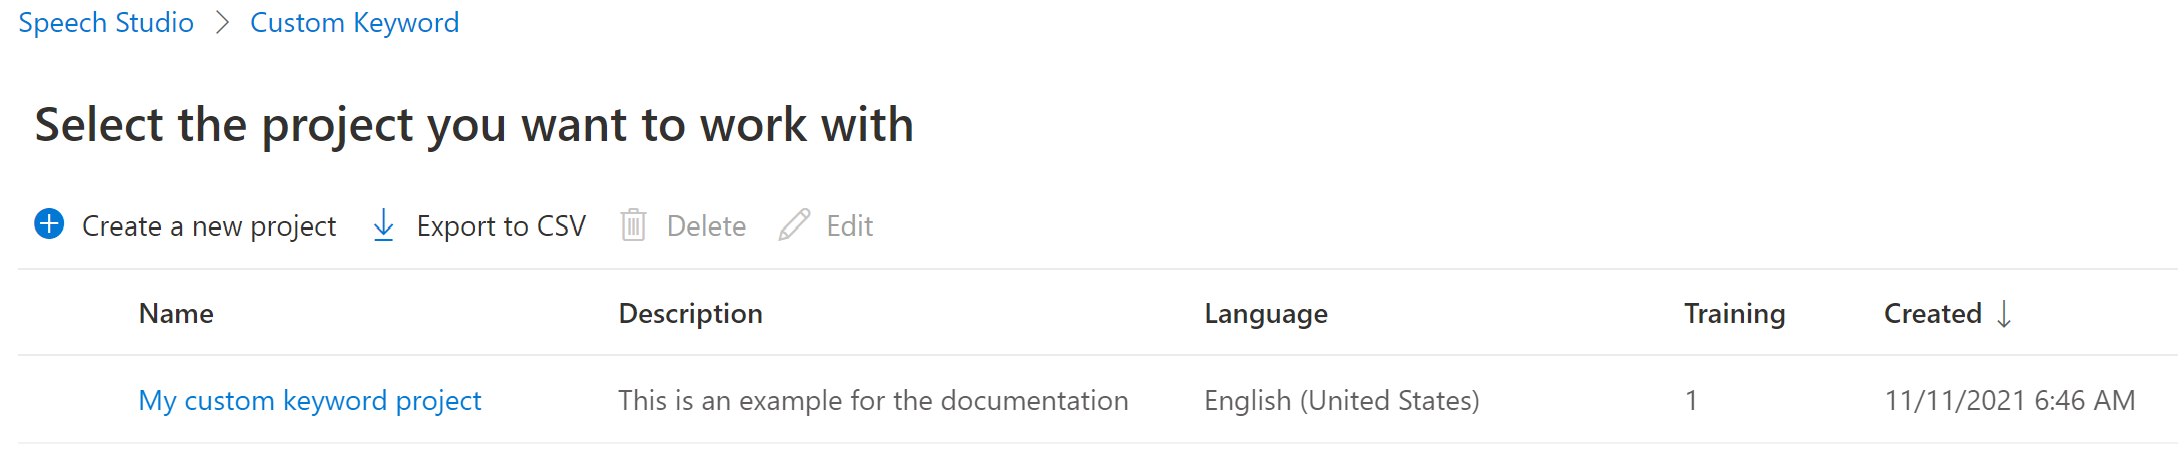 Speech Studio > Custom Keyword
Select the project you want to work with
Create a new project Export to CSV Delete Edit
Name Description Language Training Created ↓
My custom keyword project This is an example for the documentation English (United States) 1 11/11/2021 6:46 AM